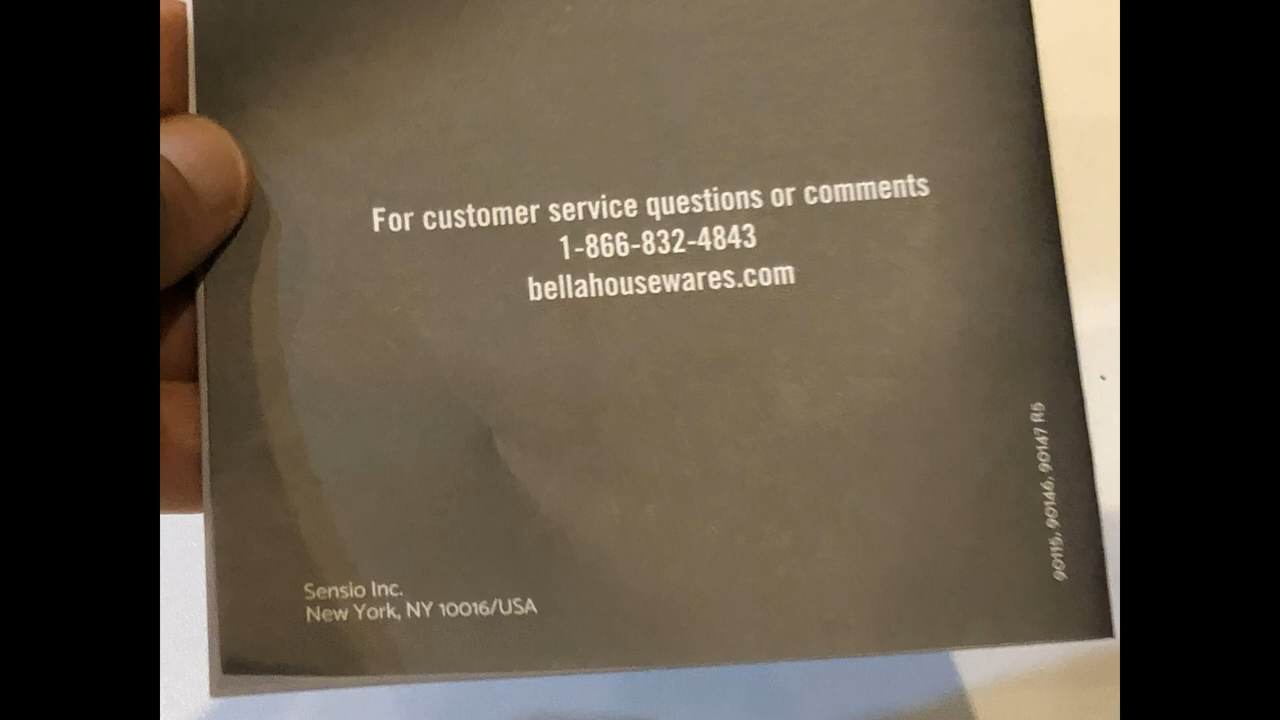 For customer service questions or comments
1-866-832-4843
bellahousewares.com
90115, 90146, 90147 R5
Sensio Inc.
New York, NY 10016/USA